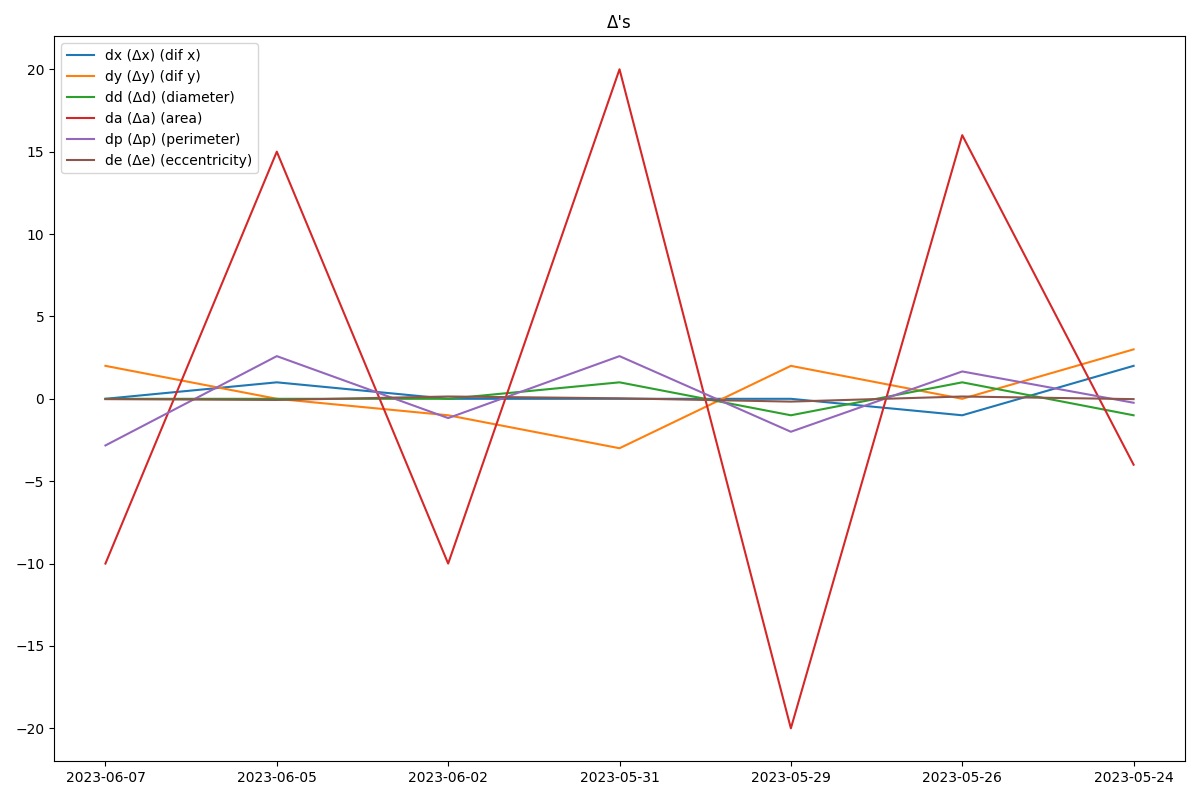 Δ's
dx (Δx) (dif x)
dy (Δy) (dif y)
dd (Δd) (diameter)
da (Δa) (area)
dp (Δp) (perimeter)
de (Δe) (eccentricity)
20
15
10
5
0
−5
−10
−15
−20
2023-06-07 2023-06-05 2023-06-02 2023-05-31 2023-05-29 2023-05-26 2023-05-24